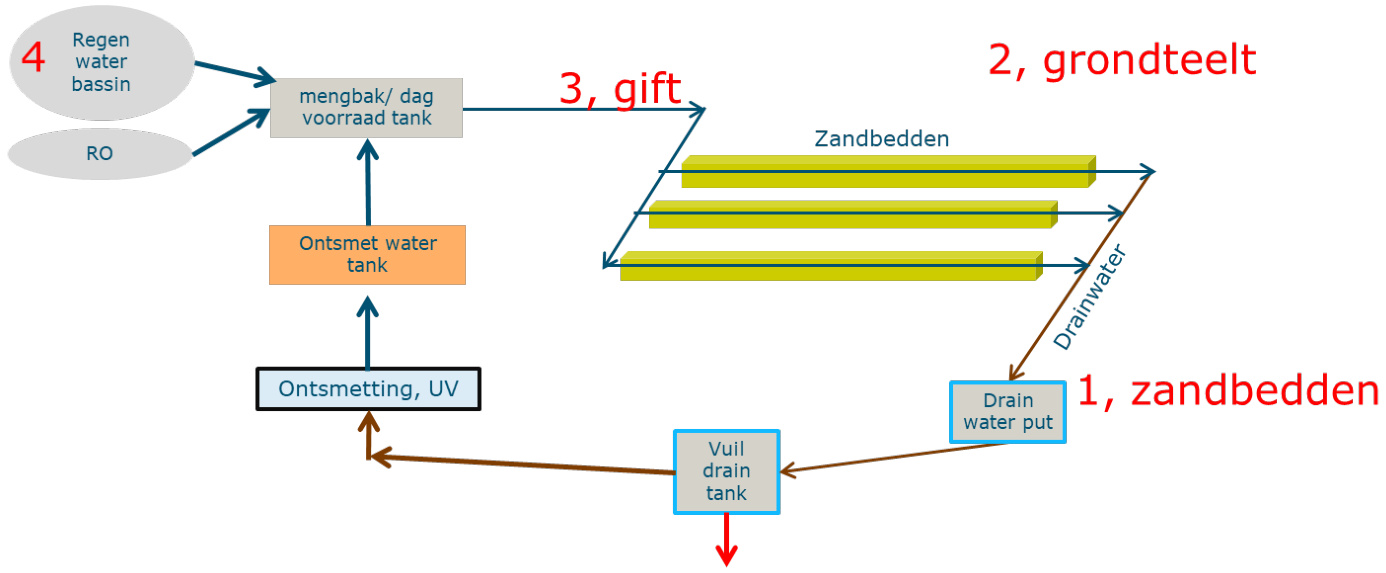 4
Regen
water
bassin
RO
mengbak/ dag
voorraad tank
3, gift
2, grondteelt
Zandbedden
Drainwater
1, zandbedden
Drain
water put
Vuil
drain
tank
Ontsmetting, UV
Ontsmet water
tank